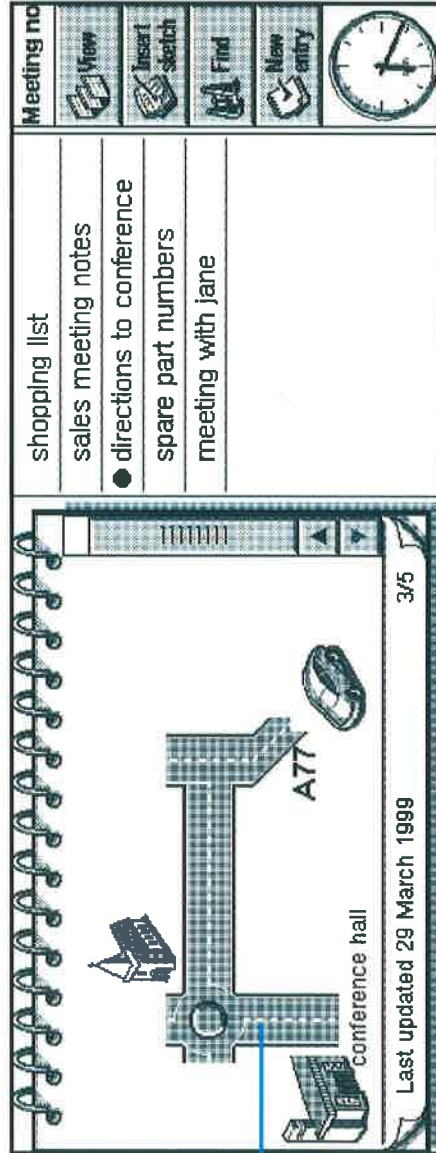 A77
conference hall
Last updated 29 March 1999
3/5
shopping list
sales meeting notes
directions to conference
spare part numbers
meeting with jane
Meeting no
View
Insert
sketch
Find
New
entry